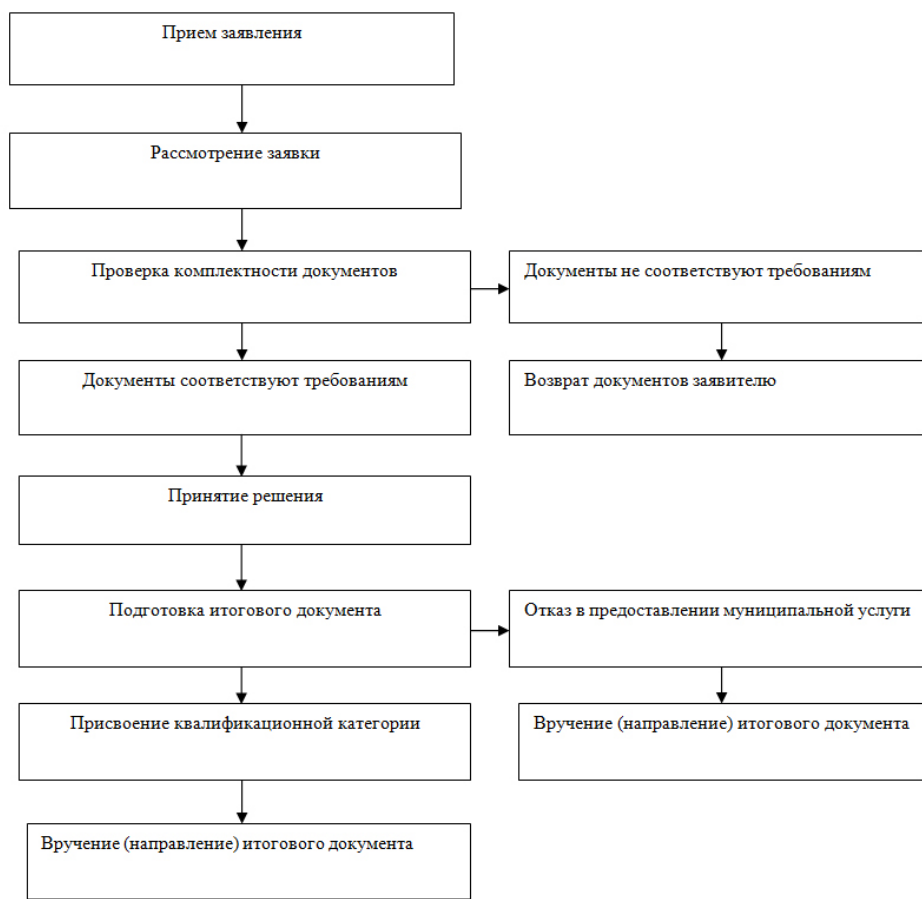 Прием заявления
Рассмотрение заявки
Проверка комплектности документов
Документы не соответствуют требованиям
Документы соответствуют требованиям
Возврат документов заявителю
Принятие решения
Подготовка итогового документа
Отказ в предоставлении муниципальной услуги
Присвоение квалификационной категории
Вручение (направление) итогового документа
Вручение (направление) итогового документа